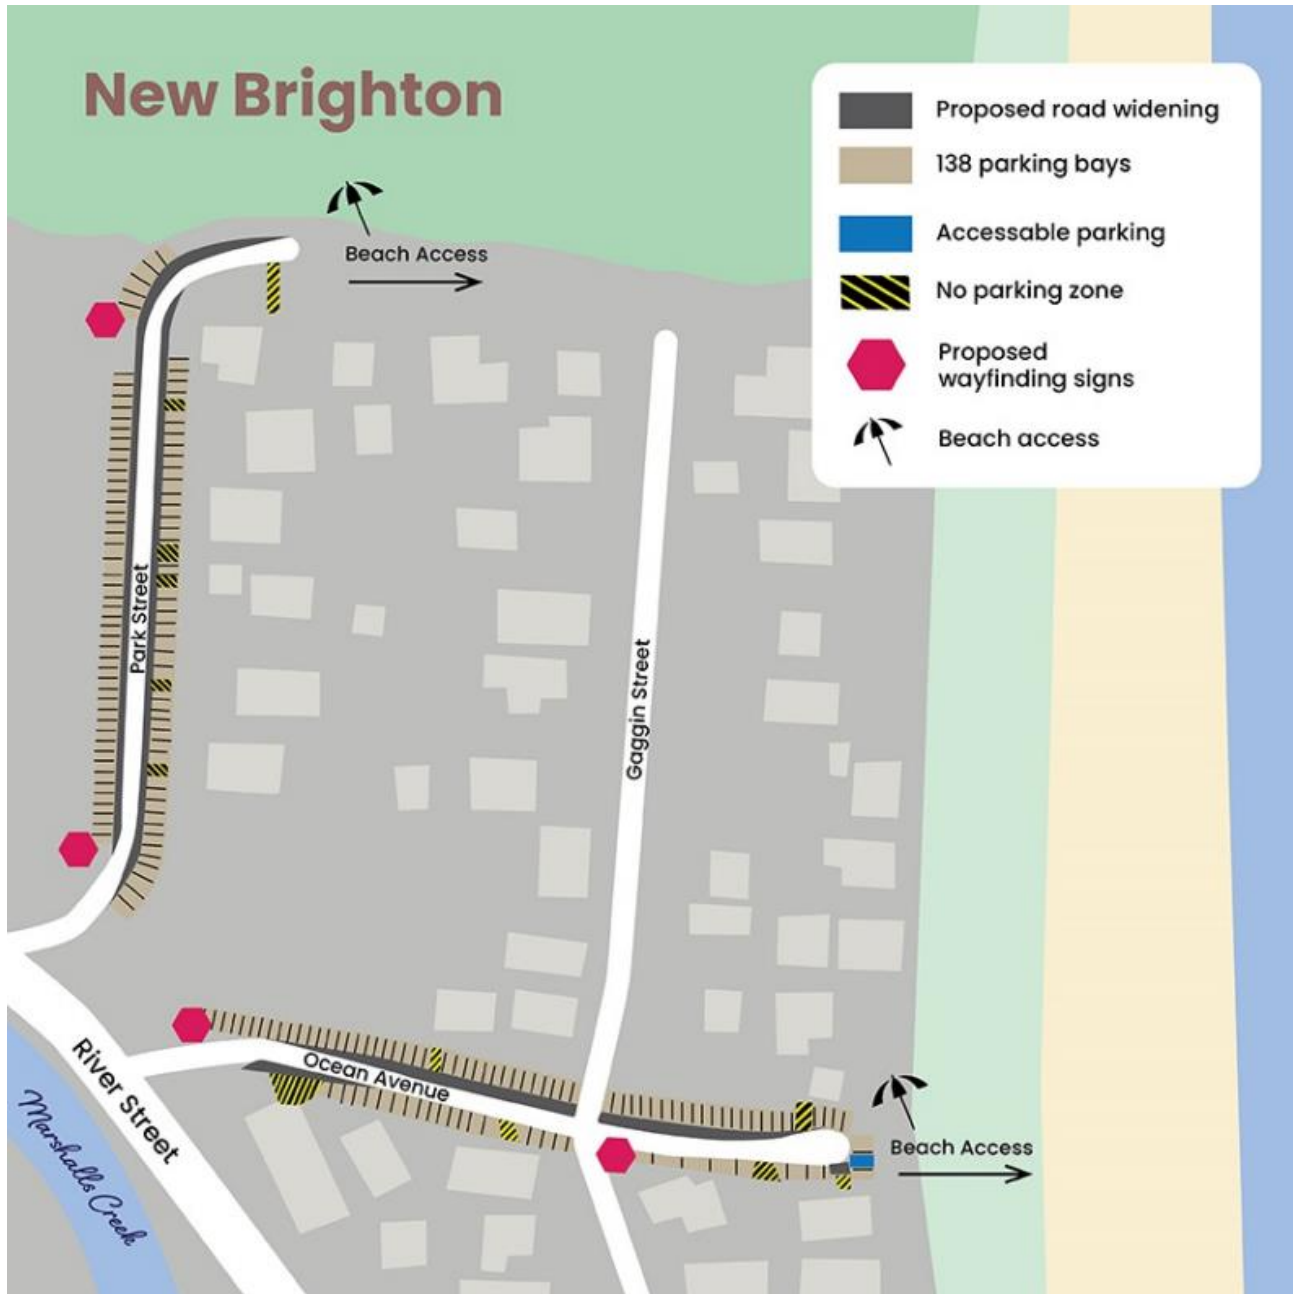 New Brighton
Proposed road widening
138 parking bays
Accessable parking
No parking zone
Proposed
wayfinding signs
Beach access
Beach Access
Park Street
Gaggin Street
Ocean Avenue
River Street
Marshalls Creek
Beach Access